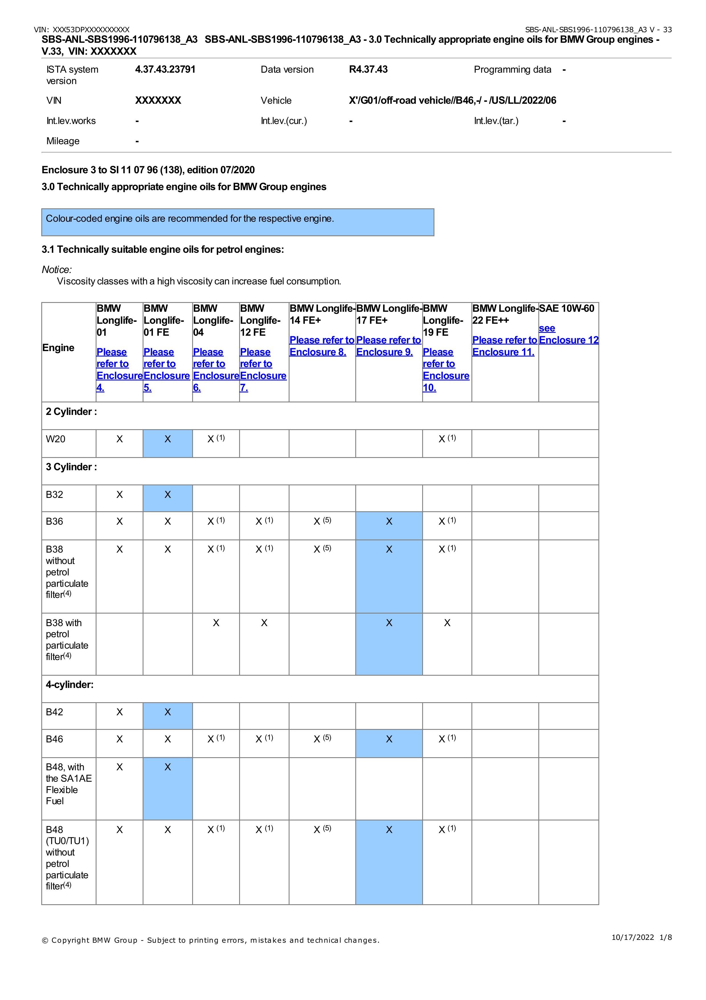 VIN: XXX53DPXXXXXXXXXX
SBS-ANL-SBS1996-110796138_A3 V - 33
SBS-ANL-SBS1996-110796138_A3 SBS-ANL-SBS1996-110796138_A3 - 3.0 Technically appropriate engine oils for BMW Group engines -
V.33, VIN: XXXXXXX
ISTA system version 4.37.43.23791 Data version R4.37.43 Programming data -
VIN XXXXXXX Vehicle X'/G01/off-road vehicle//B46,-/ - /US/LL/2022/06
Int.lev.works - Int.lev.(cur.) - Int.lev.(tar.) -
Mileage -
Enclosure 3 to SI 11 07 96 (138), edition 07/2020
3.0 Technically appropriate engine oils for BMW Group engines
Colour-coded engine oils are recommended for the respective engine.
3.1 Technically suitable engine oils for petrol engines:
Notice:
Viscosity classes with a high viscosity can increase fuel consumption.
Engine
BMW Longlife-01 Please refer to Enclosure 4.
BMW Longlife-01 FE Please refer to Enclosure 5.
BMW Longlife-04 Please refer to Enclosure 6.
BMW Longlife-12 FE Please refer to Enclosure 7.
BMW Longlife-14 FE+ Please refer to Enclosure 8.
BMW Longlife-17 FE+ Please refer to Enclosure 9.
BMW Longlife-19 FE Please refer to Enclosure 10.
BMW Longlife-22 FE++ Please refer to Enclosure 11.
SAE 10W-60 see Enclosure 12
2 Cylinder :
W20 X X X (1) X (1)
3 Cylinder :
B32 X X
B36 X X X (1) X (1) X (5) X X (1)
B38 X X X (1) X (1) X (5) X X (1)
without
petrol
particulate
filter(4)
B38 with X X X X
petrol
particulate
filter(4)
4-cylinder:
B42 X X
B46 X X X (1) X (1) X (5) X X (1)
B48, with X X
the SA1AE
Flexible
Fuel
B48 X X X (1) X (1) X (5) X X (1)
(TU0/TU1)
without
petrol
particulate
filter(4)
© Copyright BMW Group - Subject to printing errors, mistakes and technical changes.
10/17/2022 1/8